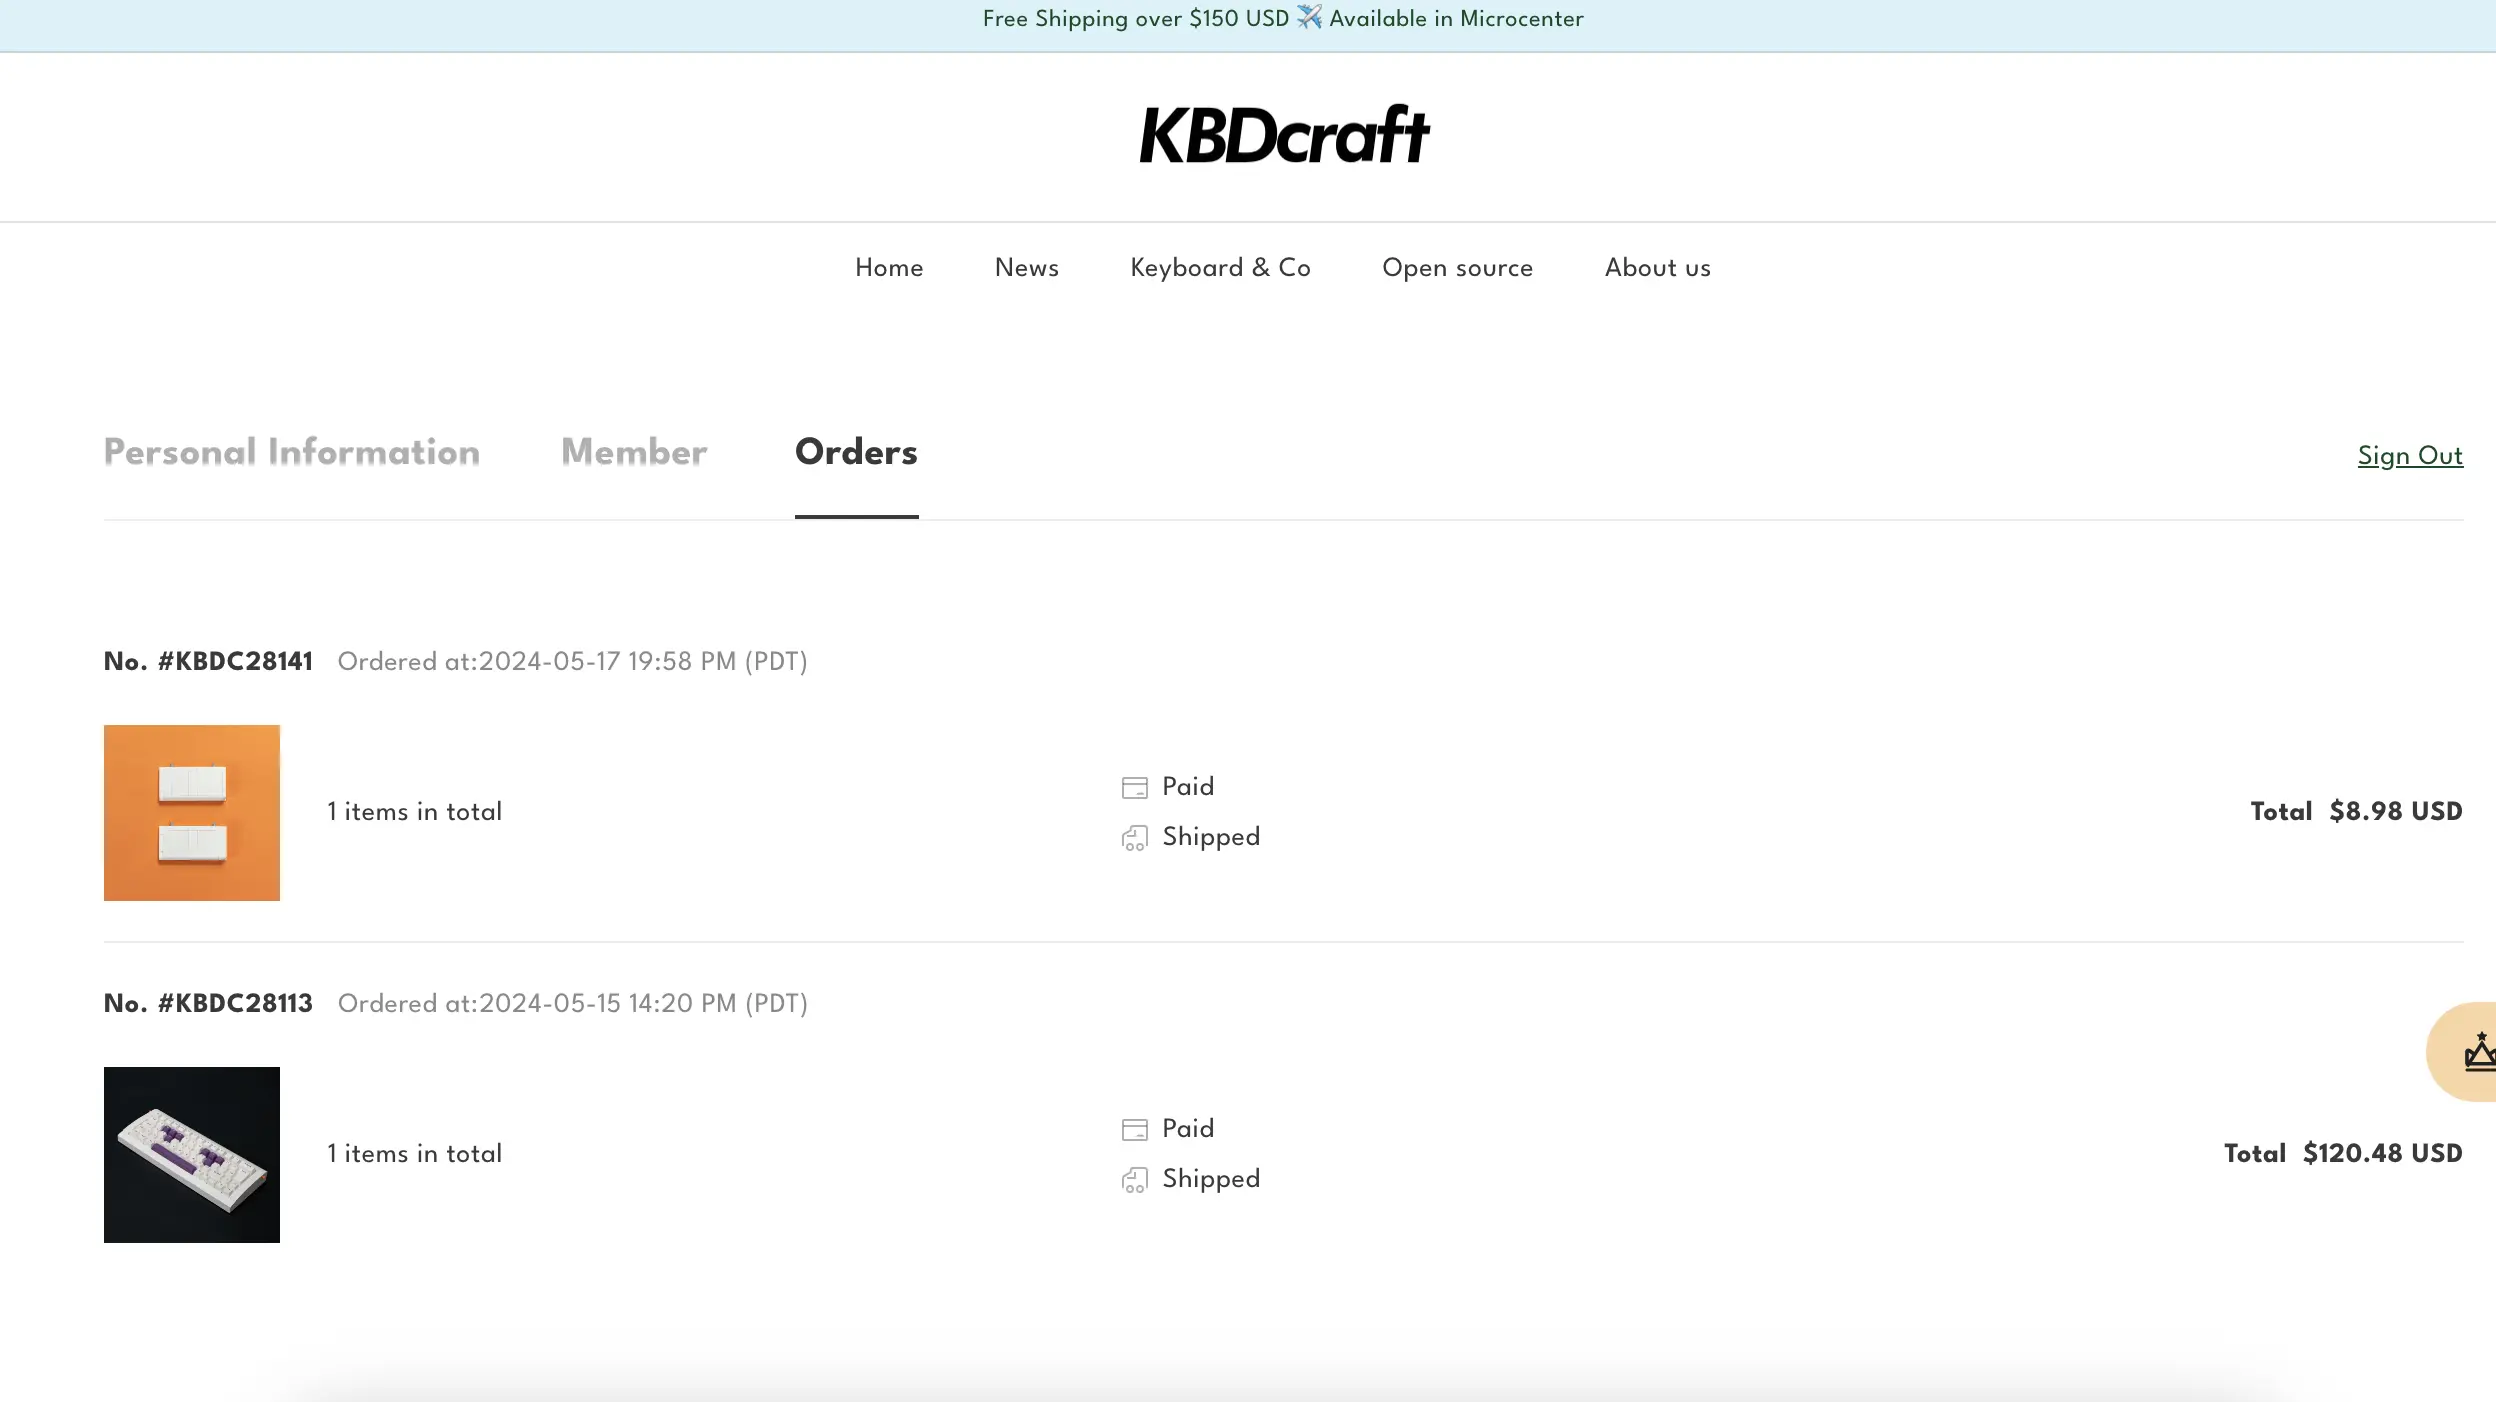 Free Shipping over $150 USD ✈️ Available in Microcenter
KBDcraft
Home News Keyboard & Co Open source About us
Personal Information Member Orders Sign Out
No. #KBDC28141 Ordered at:2024-05-17 19:58 PM (PDT)
1 items in total
Paid
Shipped
Total $8.98 USD
No. #KBDC28113 Ordered at:2024-05-15 14:20 PM (PDT)
1 items in total
Paid
Shipped
Total $120.48 USD